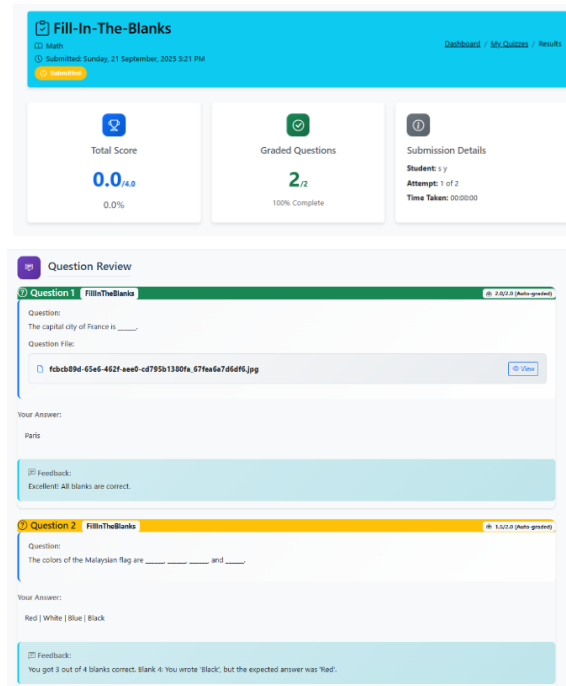 Fill-In-The-Blanks
Math
Submitted: Sunday, 21 September, 2025 5:21 PM
Submitted
Dashboard / My Quizzes / Results
Total Score
0.0/4.0
0.0%
Graded Questions
2/2
100% Complete
Submission Details
Student: s y
Attempt: 1 of 2
Time Taken: 00:00:00
Question Review
Question 1 FillInTheBlanks
2.0/2.0 (Auto-graded)
Question:
The capital city of France is _____.
Question File:
fcbcb89d-65e6-462f-aee0-cd795b1380fa_67fea6a7d6df6.jpg
View
Your Answer:
Paris
Feedback:
Excellent! All blanks are correct.
Question 2 FillInTheBlanks
1.5/2.0 (Auto-graded)
Question:
The colors of the Malaysian flag are _____, _____, _____, and _____.
Your Answer:
Red | White | Blue | Black
Feedback:
You got 3 out of 4 blanks correct. Blank 4: You wrote 'Black', but the expected answer was 'Red'.